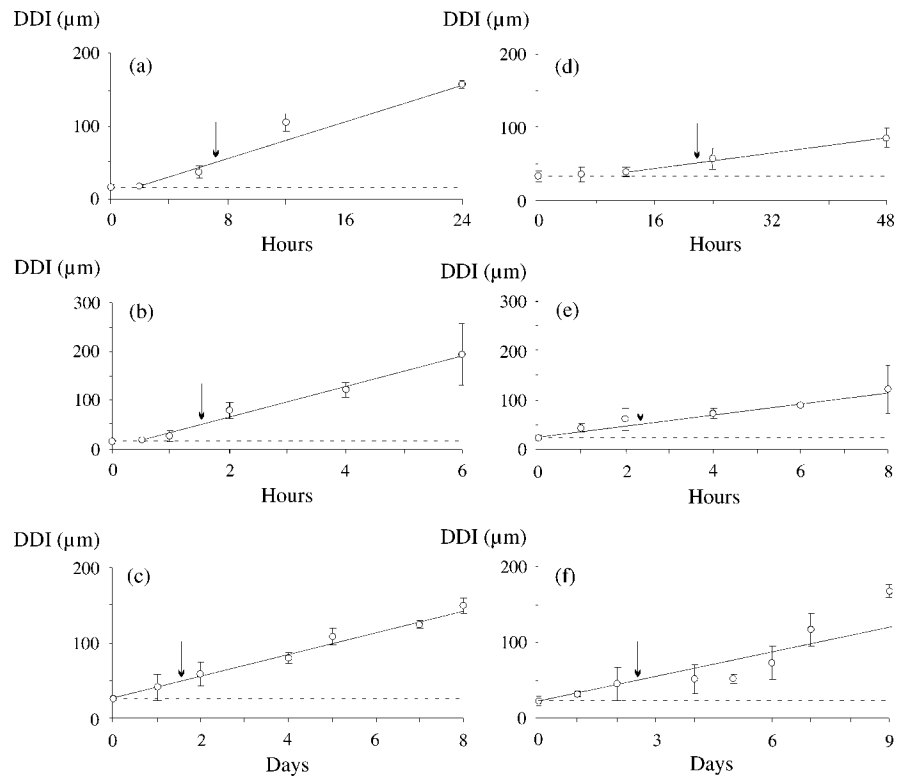 DDI (µm)
200
(a)
100
0
0 8 16 24
Hours
DDI (µm)
200
(d)
100
0
0 16 32 48
Hours
DDI (µm)
300
(b)
200
100
0
0 2 4 6
Hours
DDI (µm)
300
(e)
200
100
0
0 2 4 6 8
Hours
DDI (µm)
200
(c)
100
0
0 2 4 6 8
Days
DDI (µm)
200
(f)
100
0
0 3 6 9
Days